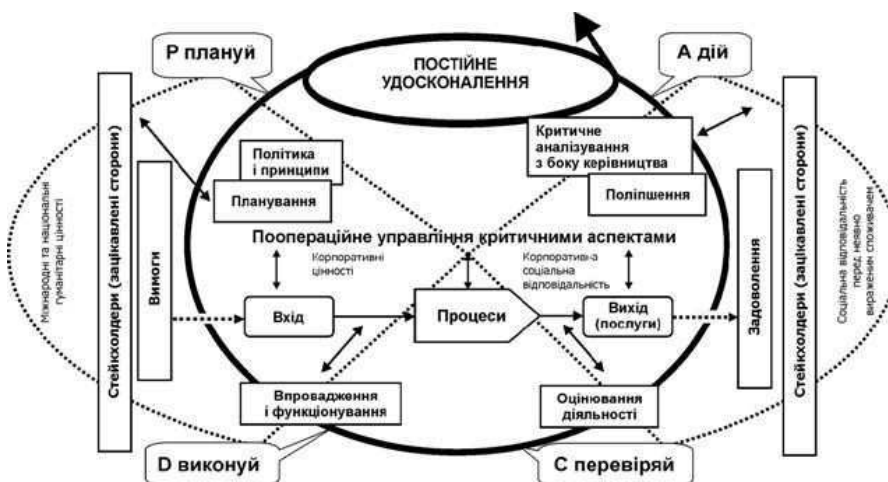 P плануй
ПОСТІЙНЕ
УДОСКОНАЛЕННЯ
А дій
Стейкхолдери (зацікавлені сторони)
Міжнародні та національні
гуманітарні цінності
Вимоги
Політика
і принципи
Планування
Критичне
аналізування
з боку керівництва
Поліпшення
Поопераційне управління критичними аспектами
Корпоративні
цінності
Корпоративна
соціальна
відповідальність
Вхід
Процеси
Вихід
(послуги)
Впровадження
і функціонування
Оцінювання
діяльності
Задоволення
Стейкхолдери (зацікавлені сторони)
Соціальна відповідальність
перед неявно
вираженим споживачем
D виконуй
С перевіряй